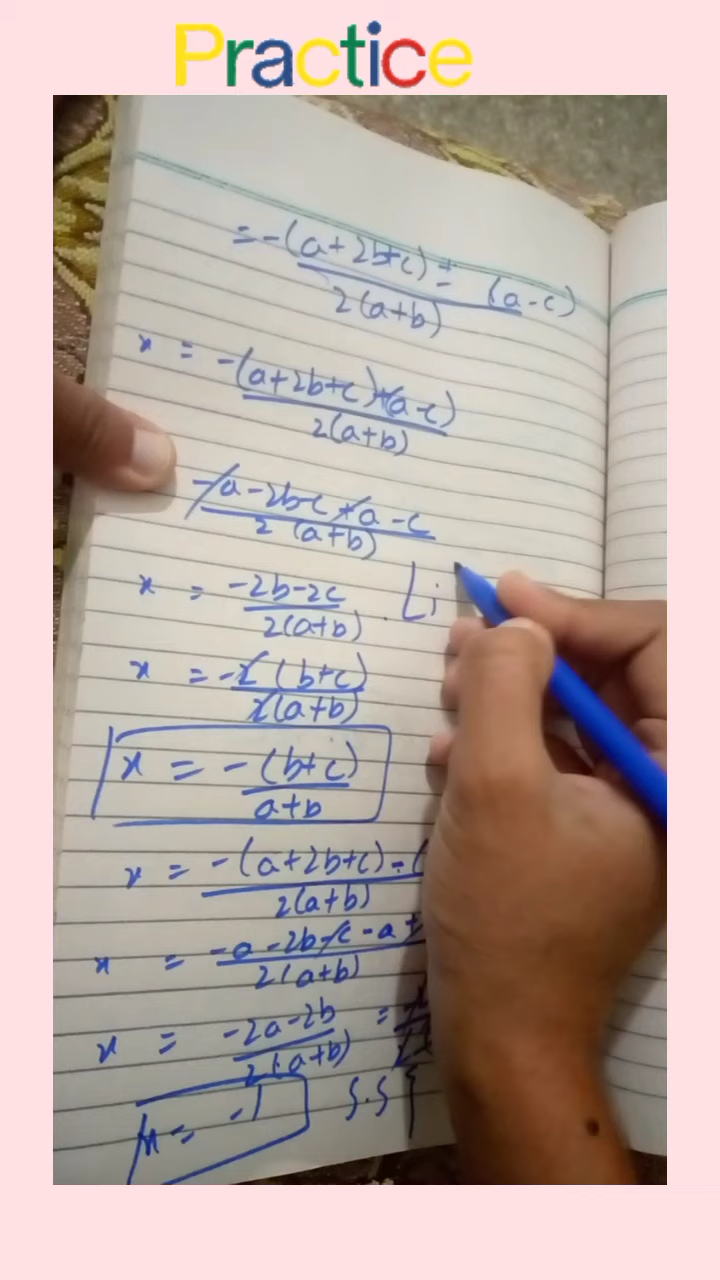 Practice
= -(a+2b+c) ± (a-c)
2(a+b)
x = -(a+2b+c)+(a-c)
2(a+b)
-a-2b-c+a-c
2(a+b)
x = -2b-2c
2(a+b)
Li
x = -2(b+c)
2(a+b)
x = -(b+c)
a+b
x = -(a+2b+c)-(
2(a+b)
x = -a-2b-c-a+
2(a+b)
x = -2a-2b =
2(a+b)
x = -1 S.S {